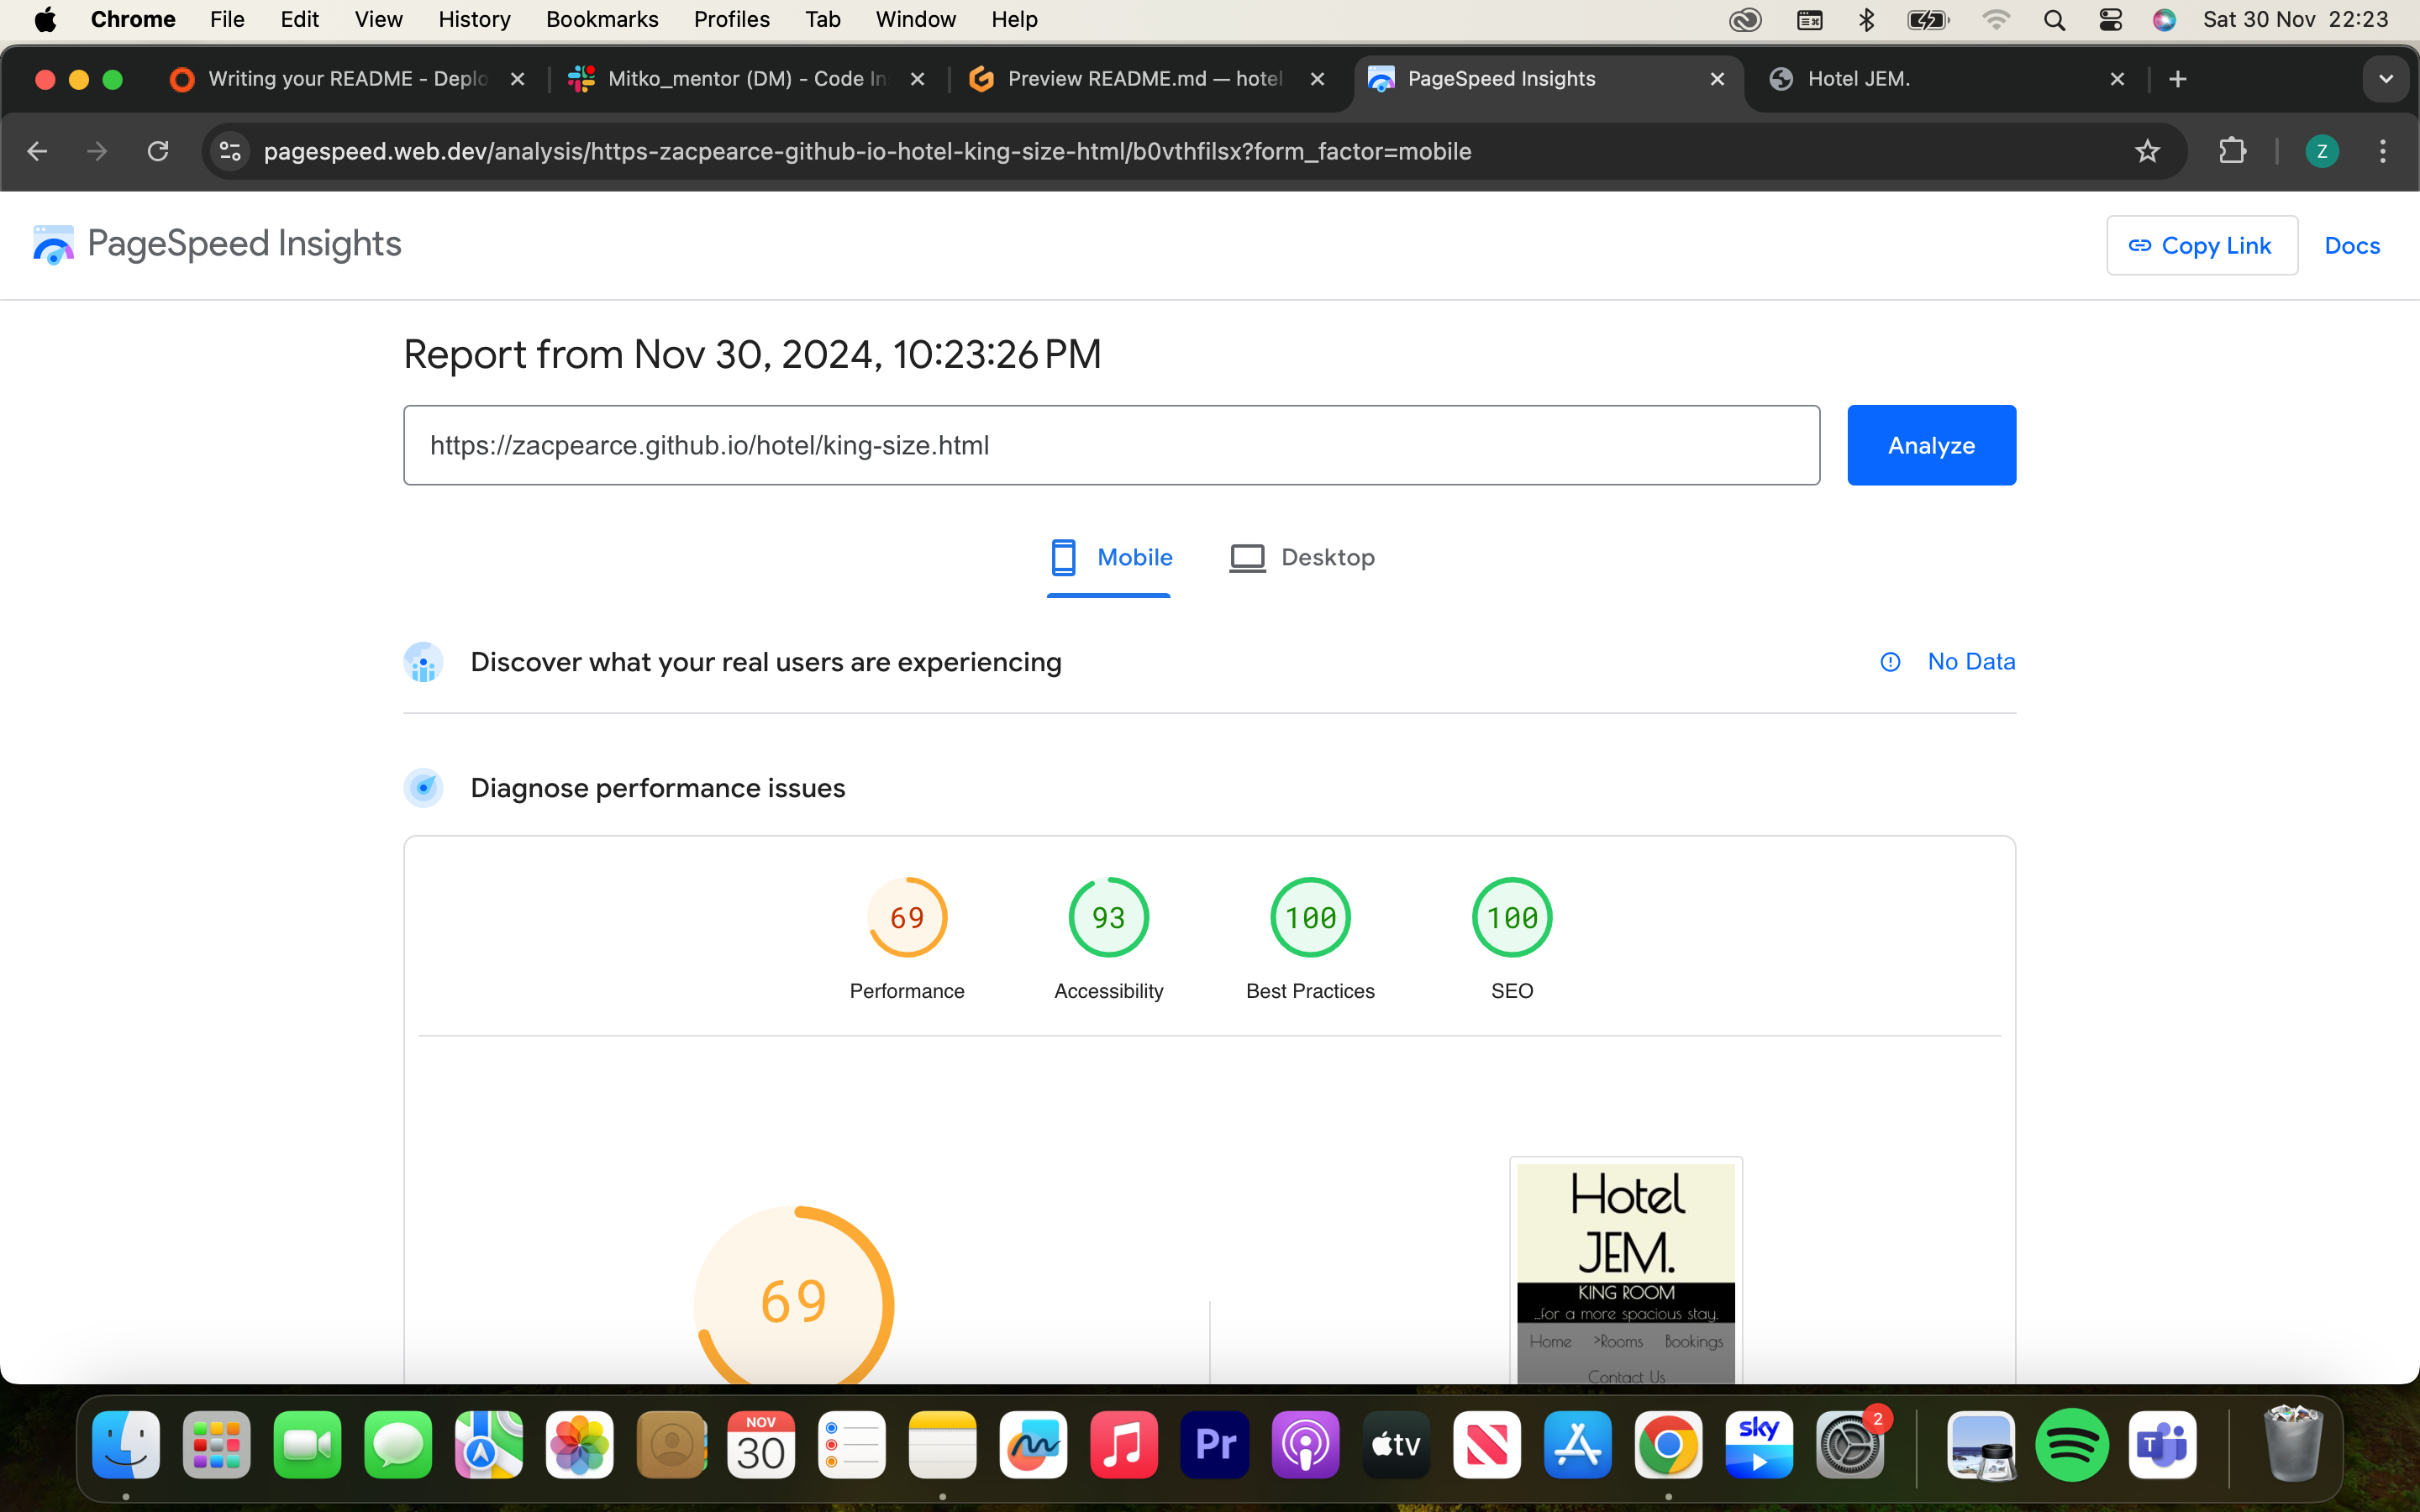 Chrome File Edit View History Bookmarks Profiles Tab Window Help Sat 30 Nov 22:23
Writing your README - Deplo Mitko_mentor (DM) - Code In Preview README.md — hotel PageSpeed Insights Hotel JEM.
pagespeed.web.dev/analysis/https-zacpearce-github-io-hotel-king-size-html/b0vthfilsx?form_factor=mobile Z
PageSpeed Insights Copy Link Docs
Report from Nov 30, 2024, 10:23:26 PM
https://zacpearce.github.io/hotel/king-size.html Analyze
Mobile Desktop
Discover what your real users are experiencing No Data
Diagnose performance issues
69 93 100 100
Performance Accessibility Best Practices SEO
Hotel
JEM.
KING ROOM
...for a more spacious stay.
Home >Rooms Bookings
Contact Us
69
NOV
30
Pr
tv
sky
2
T